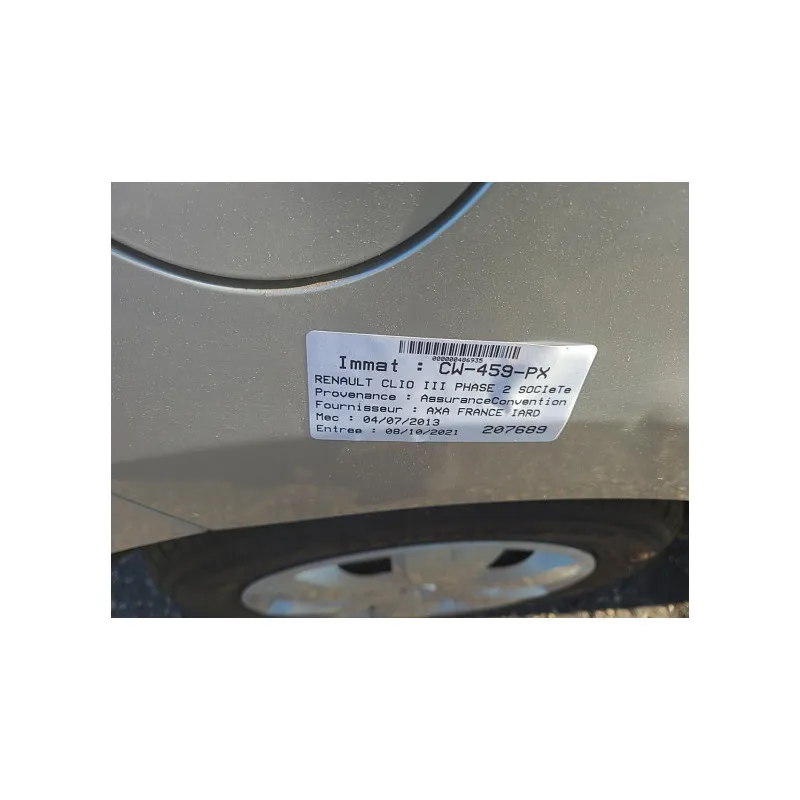 000000486935
Immat : CW-459-PX
RENAULT CLIO III PHASE 2 SOCIeTe
Provenance : AssuranceConvention
Fournisseur : AXA FRANCE IARD
Mec : 04/07/2013
Entree : 08/10/2021 207689